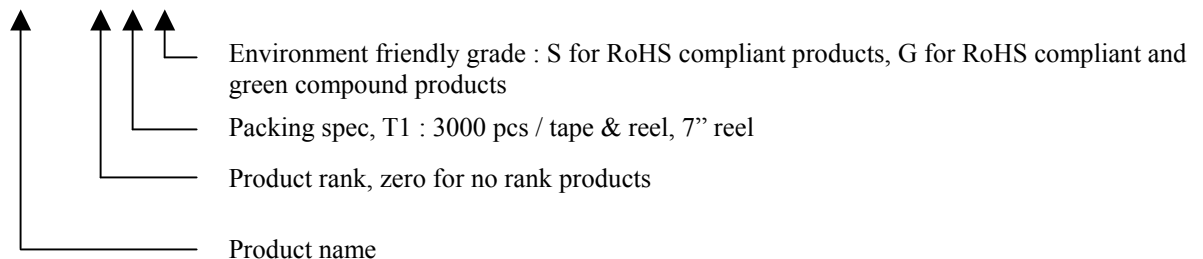 Environment friendly grade : S for RoHS compliant products, G for RoHS compliant and
green compound products
Packing spec, T1 : 3000 pcs / tape & reel, 7” reel
Product rank, zero for no rank products
Product name